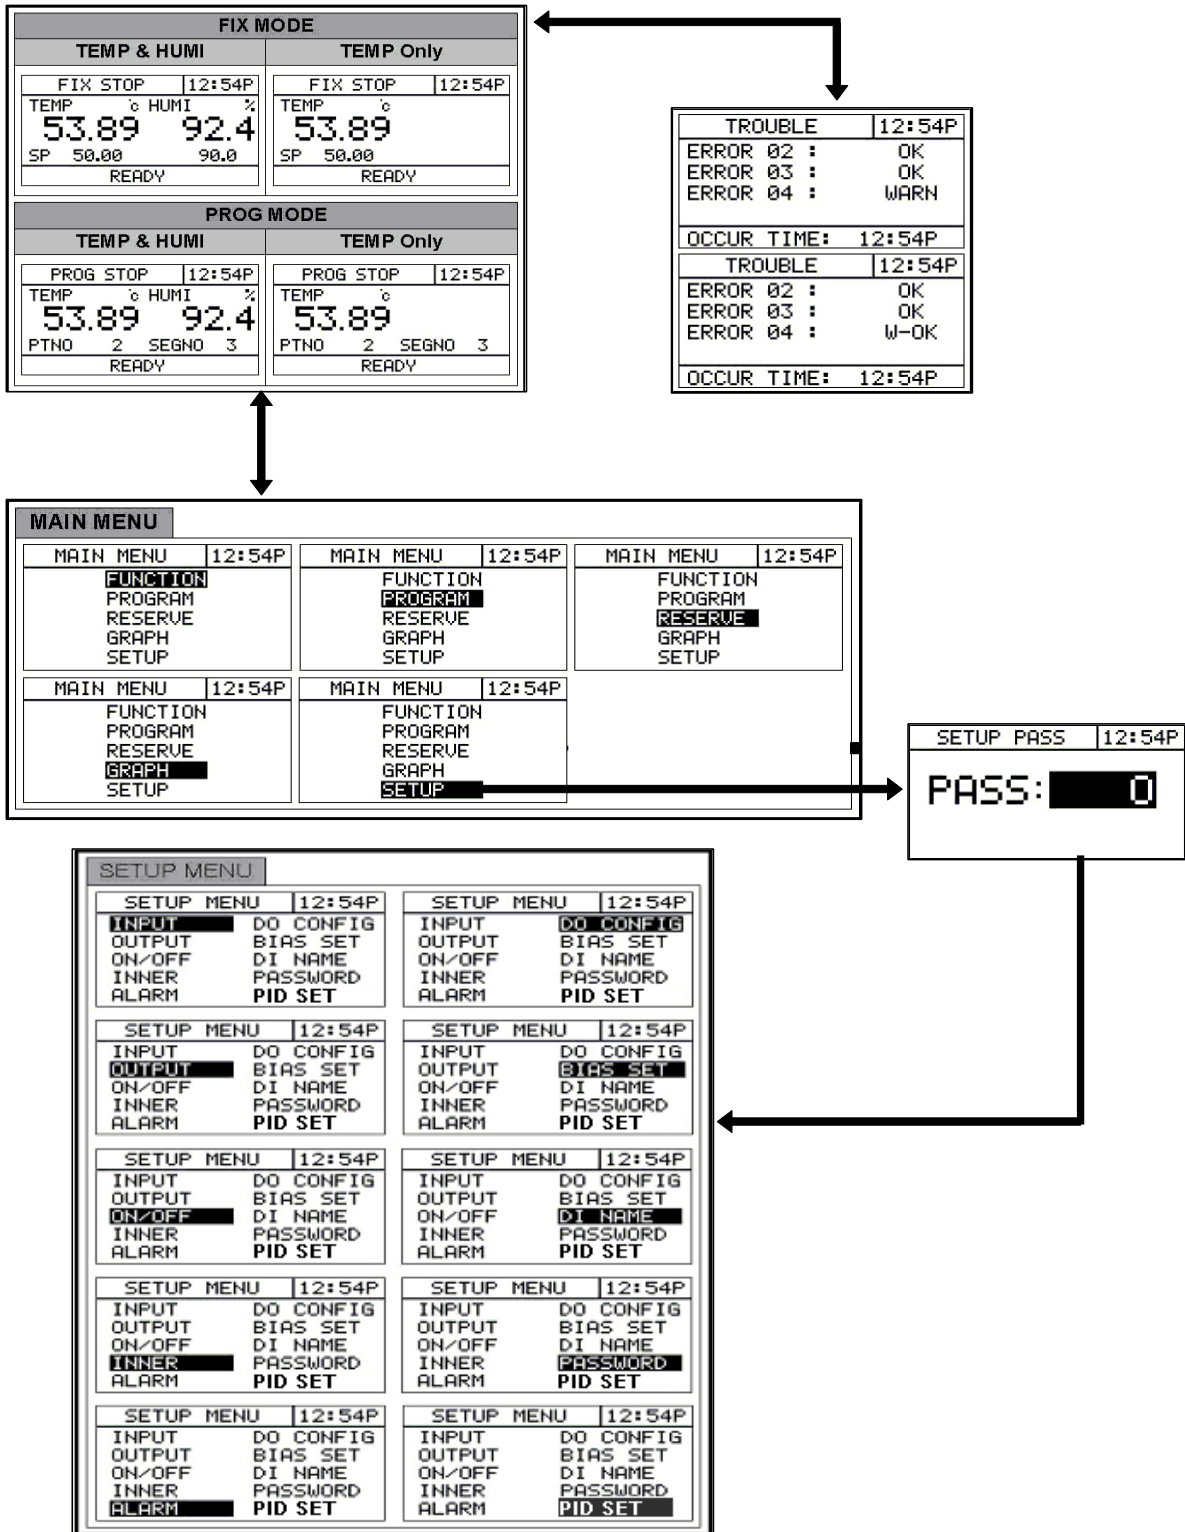 FIX MODE
TEMP & HUMI
TEMP Only
FIX STOP 12:54P
TEMP ℃ HUMI %
53.89 92.4
SP 50.00 90.0
READY
FIX STOP 12:54P
TEMP ℃
53.89
SP 50.00
READY
PROG MODE
TEMP & HUMI
TEMP Only
PROG STOP 12:54P
TEMP ℃ HUMI %
53.89 92.4
PTNO 2 SEGNO 3
READY
PROG STOP 12:54P
TEMP ℃
53.89
PTNO 2 SEGNO 3
READY
TROUBLE 12:54P
ERROR 02 : OK
ERROR 03 : OK
ERROR 04 : WARN
OCCUR TIME: 12:54P
TROUBLE 12:54P
ERROR 02 : OK
ERROR 03 : OK
ERROR 04 : W-OK
OCCUR TIME: 12:54P
MAIN MENU
MAIN MENU 12:54P
FUNCTION
PROGRAM
RESERVE
GRAPH
SETUP
MAIN MENU 12:54P
FUNCTION
PROGRAM
RESERVE
GRAPH
SETUP
MAIN MENU 12:54P
FUNCTION
PROGRAM
RESERVE
GRAPH
SETUP
MAIN MENU 12:54P
FUNCTION
PROGRAM
RESERVE
GRAPH
SETUP
MAIN MENU 12:54P
FUNCTION
PROGRAM
RESERVE
GRAPH
SETUP
SETUP PASS 12:54P
PASS: 0
SETUP MENU
SETUP MENU 12:54P
INPUT DO CONFIG
OUTPUT BIAS SET
ON/OFF DI NAME
INNER PASSWORD
ALARM PID SET
SETUP MENU 12:54P
INPUT DO CONFIG
OUTPUT BIAS SET
ON/OFF DI NAME
INNER PASSWORD
ALARM PID SET
SETUP MENU 12:54P
INPUT DO CONFIG
OUTPUT BIAS SET
ON/OFF DI NAME
INNER PASSWORD
ALARM PID SET
SETUP MENU 12:54P
INPUT DO CONFIG
OUTPUT BIAS SET
ON/OFF DI NAME
INNER PASSWORD
ALARM PID SET
SETUP MENU 12:54P
INPUT DO CONFIG
OUTPUT BIAS SET
ON/OFF DI NAME
INNER PASSWORD
ALARM PID SET
SETUP MENU 12:54P
INPUT DO CONFIG
OUTPUT BIAS SET
ON/OFF DI NAME
INNER PASSWORD
ALARM PID SET
SETUP MENU 12:54P
INPUT DO CONFIG
OUTPUT BIAS SET
ON/OFF DI NAME
INNER PASSWORD
ALARM PID SET
SETUP MENU 12:54P
INPUT DO CONFIG
OUTPUT BIAS SET
ON/OFF DI NAME
INNER PASSWORD
ALARM PID SET
SETUP MENU 12:54P
INPUT DO CONFIG
OUTPUT BIAS SET
ON/OFF DI NAME
INNER PASSWORD
ALARM PID SET
SETUP MENU 12:54P
INPUT DO CONFIG
OUTPUT BIAS SET
ON/OFF DI NAME
INNER PASSWORD
ALARM PID SET